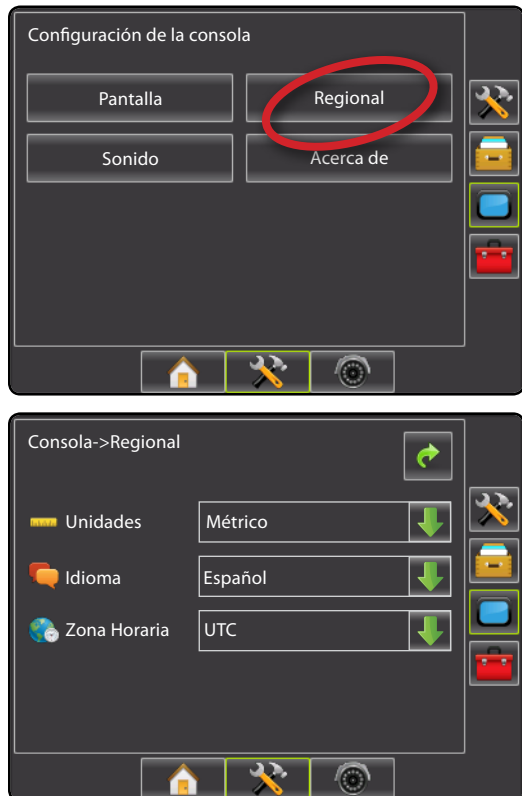 Configuración de la consola
Pantalla
Regional
Sonido
Acerca de
Consola->Regional
Unidades
Métrico
Idioma
Español
Zona Horaria
UTC